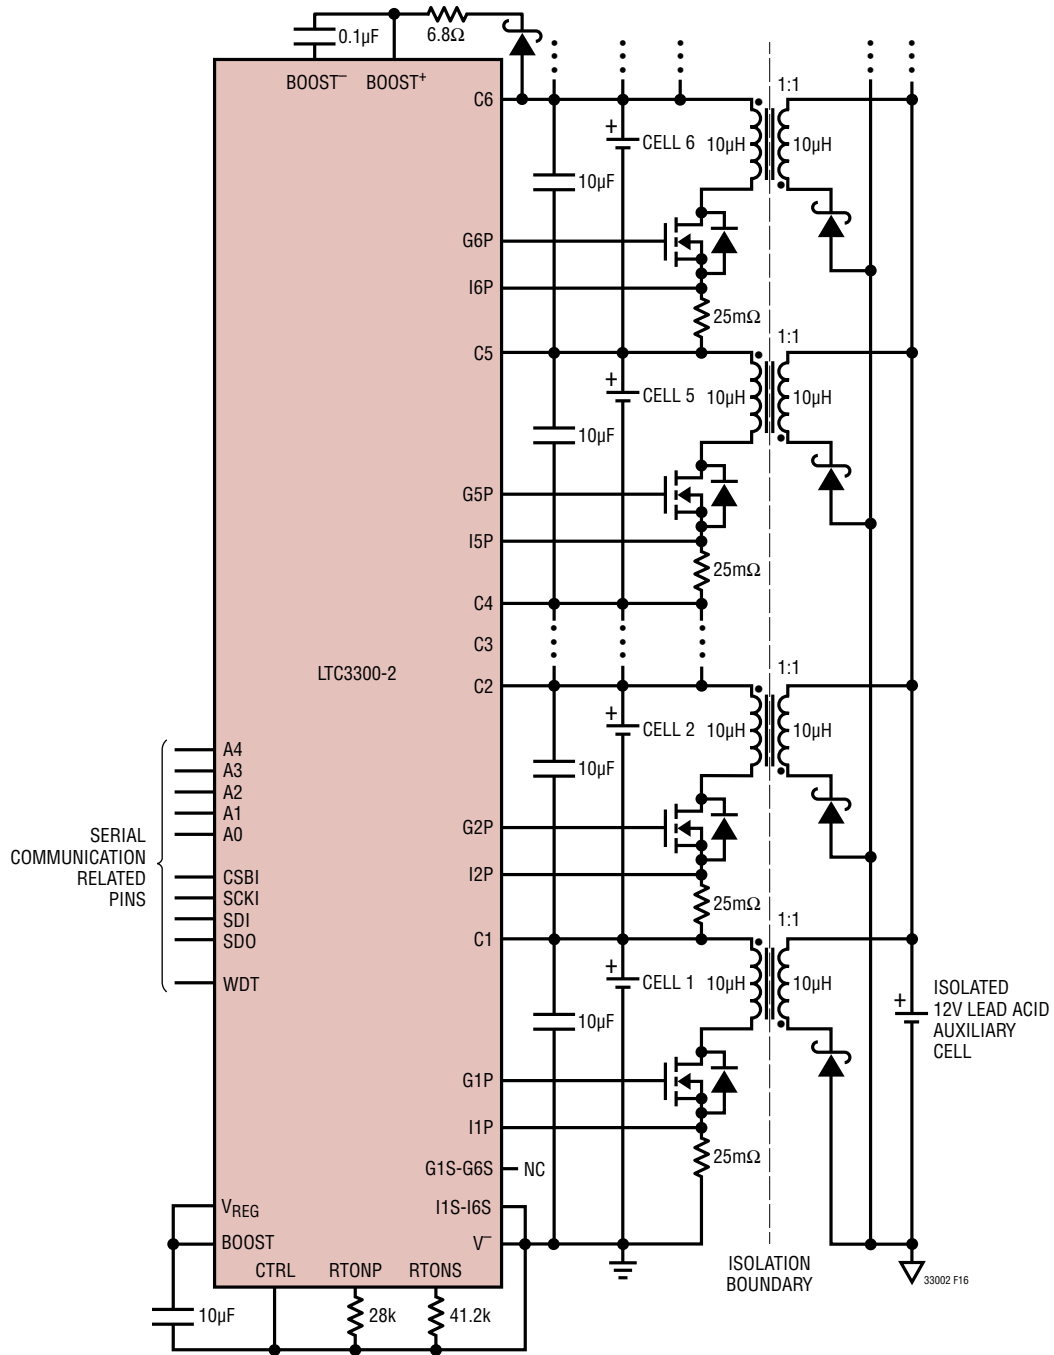 0.1µF
6.8Ω
BOOST–
BOOST+
C6
1:1
+
CELL 6
10µH
10µH
10µF
G6P
I6P
25mΩ
C5
1:1
+
CELL 5
10µH
10µH
10µF
G5P
I5P
25mΩ
C4
C3
LTC3300-2
C2
1:1
+
CELL 2
10µH
10µH
10µF
G2P
I2P
25mΩ
C1
1:1
+
CELL 1
10µH
10µH
10µF
G1P
I1P
25mΩ
+
ISOLATED
12V LEAD ACID
AUXILIARY
CELL
SERIAL
COMMUNICATION
RELATED
PINS
A4
A3
A2
A1
A0
CSBI
SCKI
SDI
SDO
WDT
G1S-G6S
NC
VREG
I1S-I6S
BOOST
V–
CTRL
RTONP
RTONS
10µF
28k
41.2k
ISOLATION
BOUNDARY
33002 F16